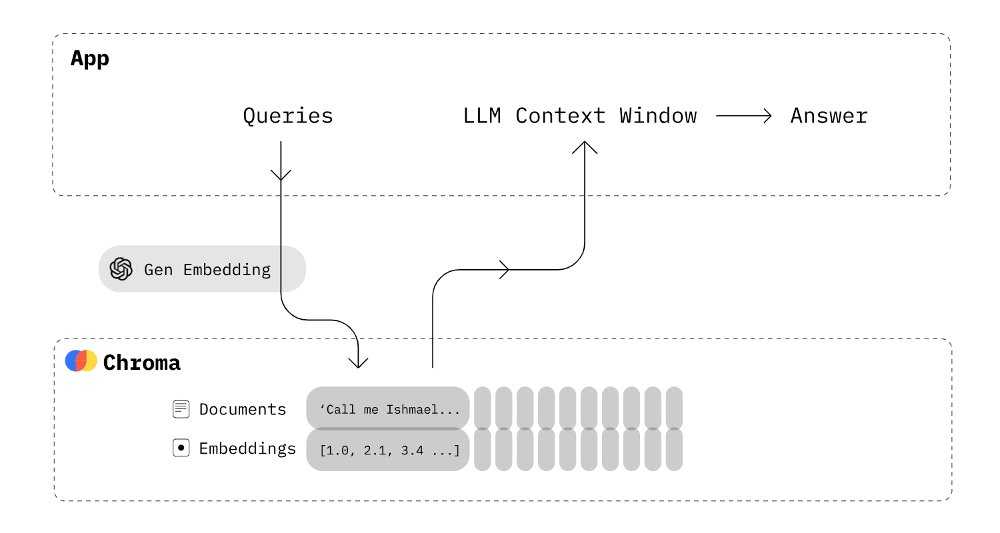 App
Queries
LLM Context Window
Answer
Gen Embedding
Chroma
Documents
‘Call me Ishmael...
Embeddings
[1.0, 2.1, 3.4 ...]